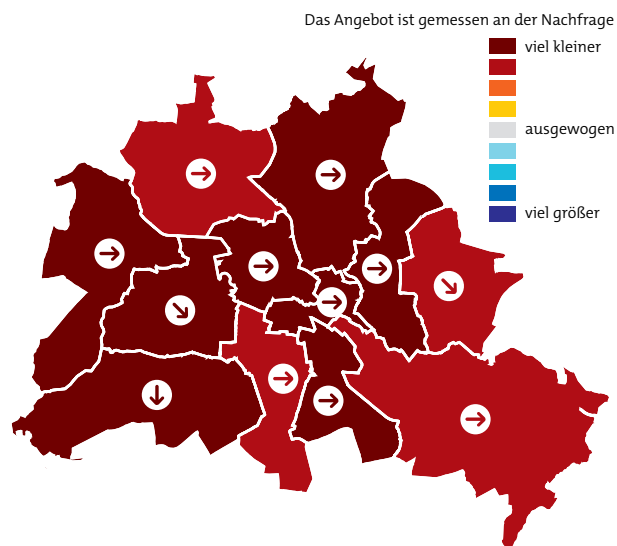 Das Angebot ist gemessen an der Nachfrage
viel kleiner
ausgewogen
viel größer